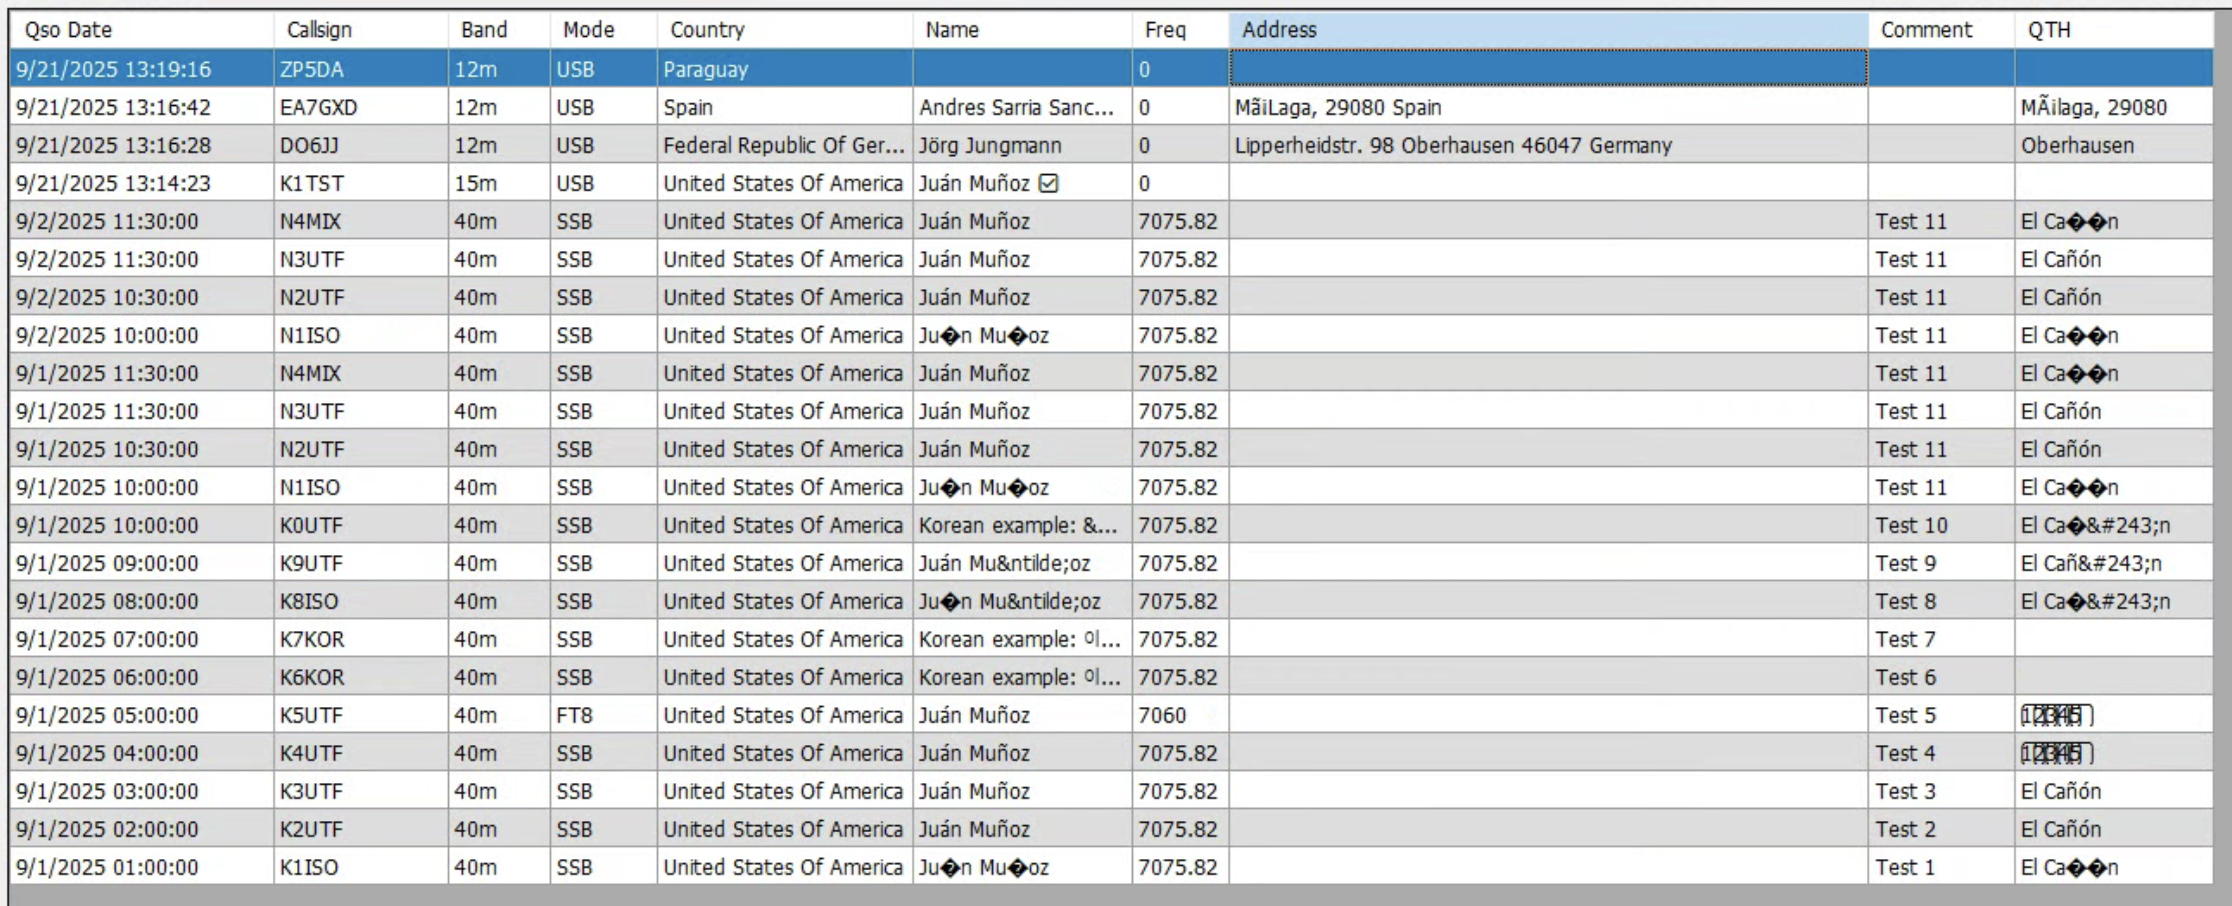 Qso Date Callsign Band Mode Country Name Freq Address Comment QTH
9/21/2025 13:19:16 ZP5DA 12m USB Paraguay 0
9/21/2025 13:16:42 EA7GXD 12m USB Spain Andres Sarria Sanc... 0 MãiLaga, 29080 Spain MÃilaga, 29080
9/21/2025 13:16:28 DO6JJ 12m USB Federal Republic Of Ger... Jörg Jungmann 0 Lipperheidstr. 98 Oberhausen 46047 Germany Oberhausen
9/21/2025 13:14:23 K1TST 15m USB United States Of America Juán Muñoz ☑ 0
9/2/2025 11:30:00 N4MIX 40m SSB United States Of America Juán Muñoz 7075.82 Test 11 El Ca��n
9/2/2025 11:30:00 N3UTF 40m SSB United States Of America Juán Muñoz 7075.82 Test 11 El Cañón
9/2/2025 10:30:00 N2UTF 40m SSB United States Of America Juán Muñoz 7075.82 Test 11 El Cañón
9/2/2025 10:00:00 N1ISO 40m SSB United States Of America Ju�n Mu�oz 7075.82 Test 11 El Ca��n
9/1/2025 11:30:00 N4MIX 40m SSB United States Of America Juán Muñoz 7075.82 Test 11 El Ca��n
9/1/2025 11:30:00 N3UTF 40m SSB United States Of America Juán Muñoz 7075.82 Test 11 El Cañón
9/1/2025 10:30:00 N2UTF 40m SSB United States Of America Juán Muñoz 7075.82 Test 11 El Cañón
9/1/2025 10:00:00 N1ISO 40m SSB United States Of America Ju�n Mu�oz 7075.82 Test 11 El Ca��n
9/1/2025 10:00:00 K0UTF 40m SSB United States Of America Korean example: &... 7075.82 Test 10 El Ca�&#243;n
9/1/2025 09:00:00 K9UTF 40m SSB United States Of America Juán Mu&ntilde;oz 7075.82 Test 9 El Cañ&#243;n
9/1/2025 08:00:00 K8ISO 40m SSB United States Of America Ju�n Mu&ntilde;oz 7075.82 Test 8 El Ca�&#243;n
9/1/2025 07:00:00 K7KOR 40m SSB United States Of America Korean example: 이... 7075.82 Test 7
9/1/2025 06:00:00 K6KOR 40m SSB United States Of America Korean example: 이... 7075.82 Test 6
9/1/2025 05:00:00 K5UTF 40m FT8 United States Of America Juán Muñoz 7060 Test 5
9/1/2025 04:00:00 K4UTF 40m SSB United States Of America Juán Muñoz 7075.82 Test 4
9/1/2025 03:00:00 K3UTF 40m SSB United States Of America Juán Muñoz 7075.82 Test 3 El Cañón
9/1/2025 02:00:00 K2UTF 40m SSB United States Of America Juán Muñoz 7075.82 Test 2 El Cañón
9/1/2025 01:00:00 K1ISO 40m SSB United States Of America Ju�n Mu�oz 7075.82 Test 1 El Ca��n